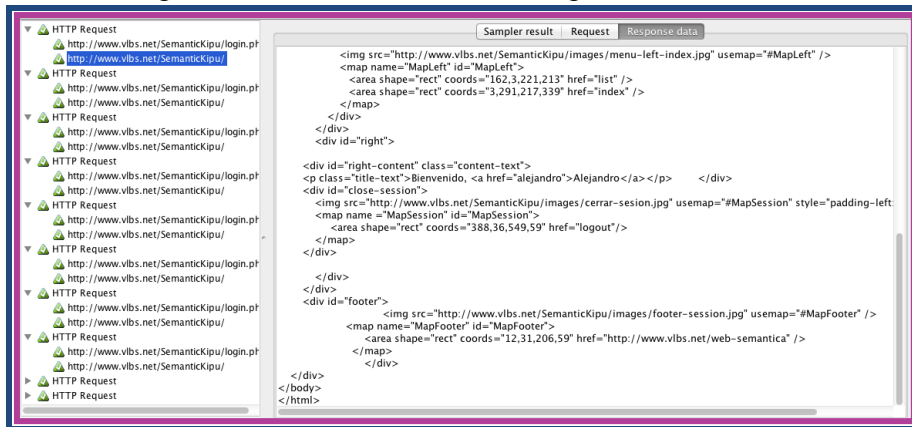 HTTP Request
http://www.vlbs.net/SemanticKipu/login.ph
http://www.vlbs.net/SemanticKipu/
HTTP Request
http://www.vlbs.net/SemanticKipu/login.ph
http://www.vlbs.net/SemanticKipu/
HTTP Request
http://www.vlbs.net/SemanticKipu/login.ph
http://www.vlbs.net/SemanticKipu/
HTTP Request
http://www.vlbs.net/SemanticKipu/login.ph
http://www.vlbs.net/SemanticKipu/
HTTP Request
http://www.vlbs.net/SemanticKipu/login.ph
http://www.vlbs.net/SemanticKipu/
HTTP Request
http://www.vlbs.net/SemanticKipu/login.ph
http://www.vlbs.net/SemanticKipu/
HTTP Request
http://www.vlbs.net/SemanticKipu/login.ph
http://www.vlbs.net/SemanticKipu/
HTTP Request
http://www.vlbs.net/SemanticKipu/login.ph
http://www.vlbs.net/SemanticKipu/
HTTP Request
HTTP Request
Sampler result Request Response data
<img src="http://www.vlbs.net/SemanticKipu/images/menu-left-index.jpg" usemap="#MapLeft" />
<map name="MapLeft" id="MapLeft">
<area shape="rect" coords="162,3,221,213" href="list" />
<area shape="rect" coords="3,291,217,339" href="index" />
</map>
</div>
</div>
<div id="right">
<div id="right-content" class="content-text">
<p class="title-text">Bienvenido, <a href="alejandro">Alejandro</a></p> </div>
<div id="close-session">
<img src="http://www.vlbs.net/SemanticKipu/images/cerrar-sesion.jpg" usemap="#MapSession" style="padding-left:
<map name ="MapSession" id="MapSession">
<area shape="rect" coords="388,36,549,59" href="logout"/>
</map>
</div>
</div>
</div>
<div id="footer">
<img src="http://www.vlbs.net/SemanticKipu/images/footer-session.jpg" usemap="#MapFooter" />
<map name="MapFooter" id="MapFooter">
<area shape="rect" coords="12,31,206,59" href="http://www.vlbs.net/web-semantica" />
</map>
</div>
</div>
</body>
</html>